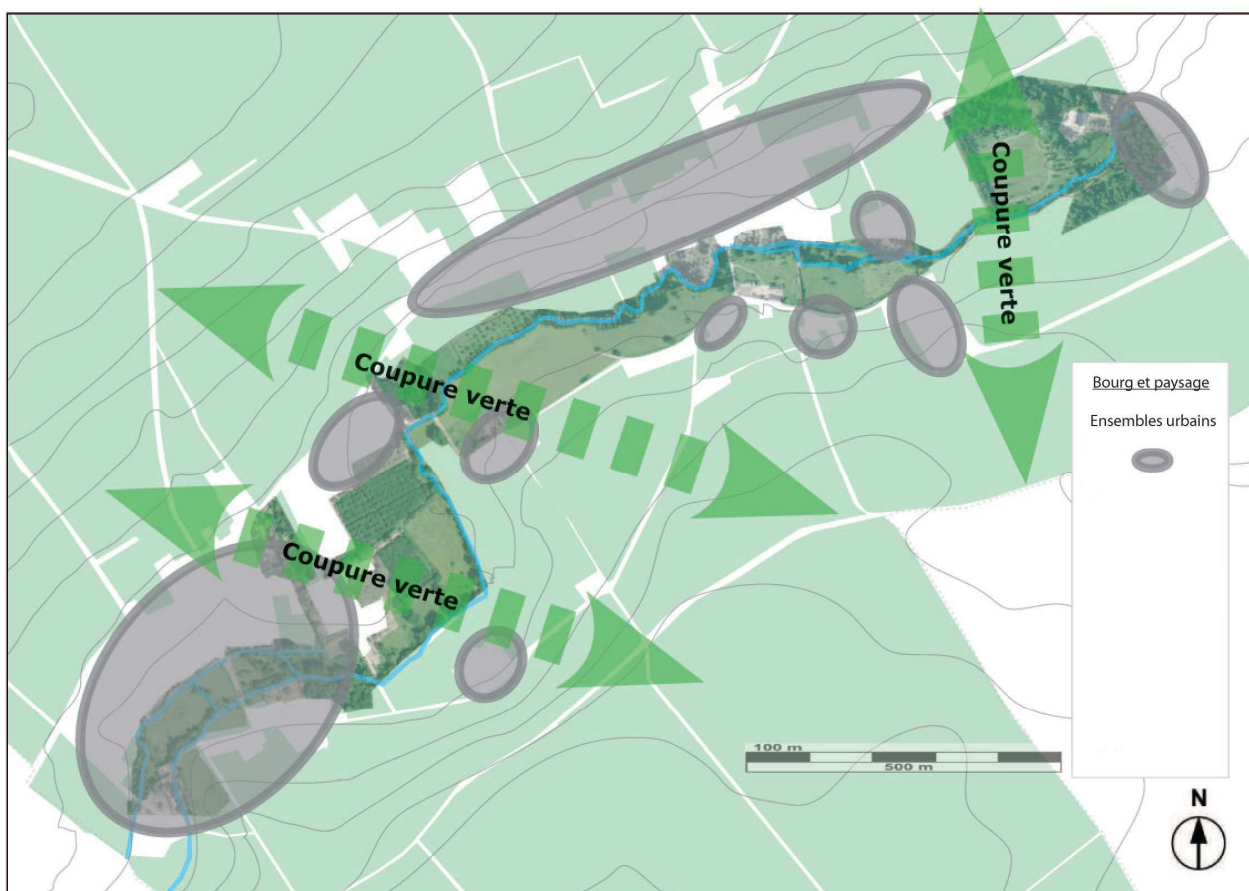 Coupure verte
Coupure verte
Coupure verte
Bourg et paysage
Ensembles urbains
100 m
500 m
N